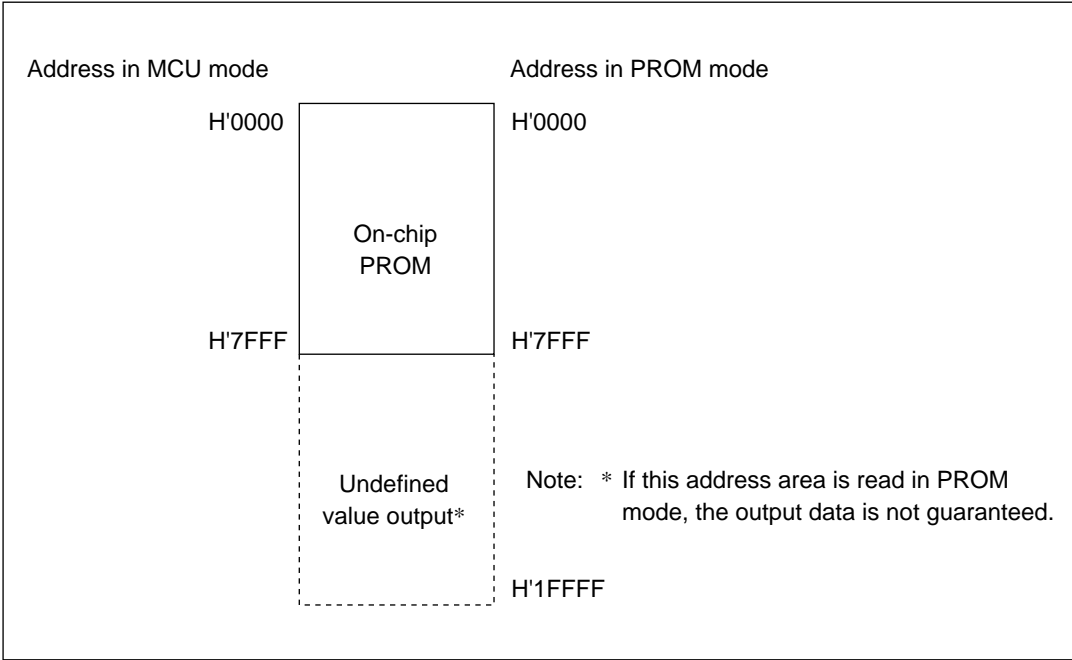 Address in MCU mode
Address in PROM mode
H'0000
H'0000
On-chip
PROM
H'7FFF
H'7FFF
Undefined
value output*
Note: * If this address area is read in PROM
mode, the output data is not guaranteed.
H'1FFFF